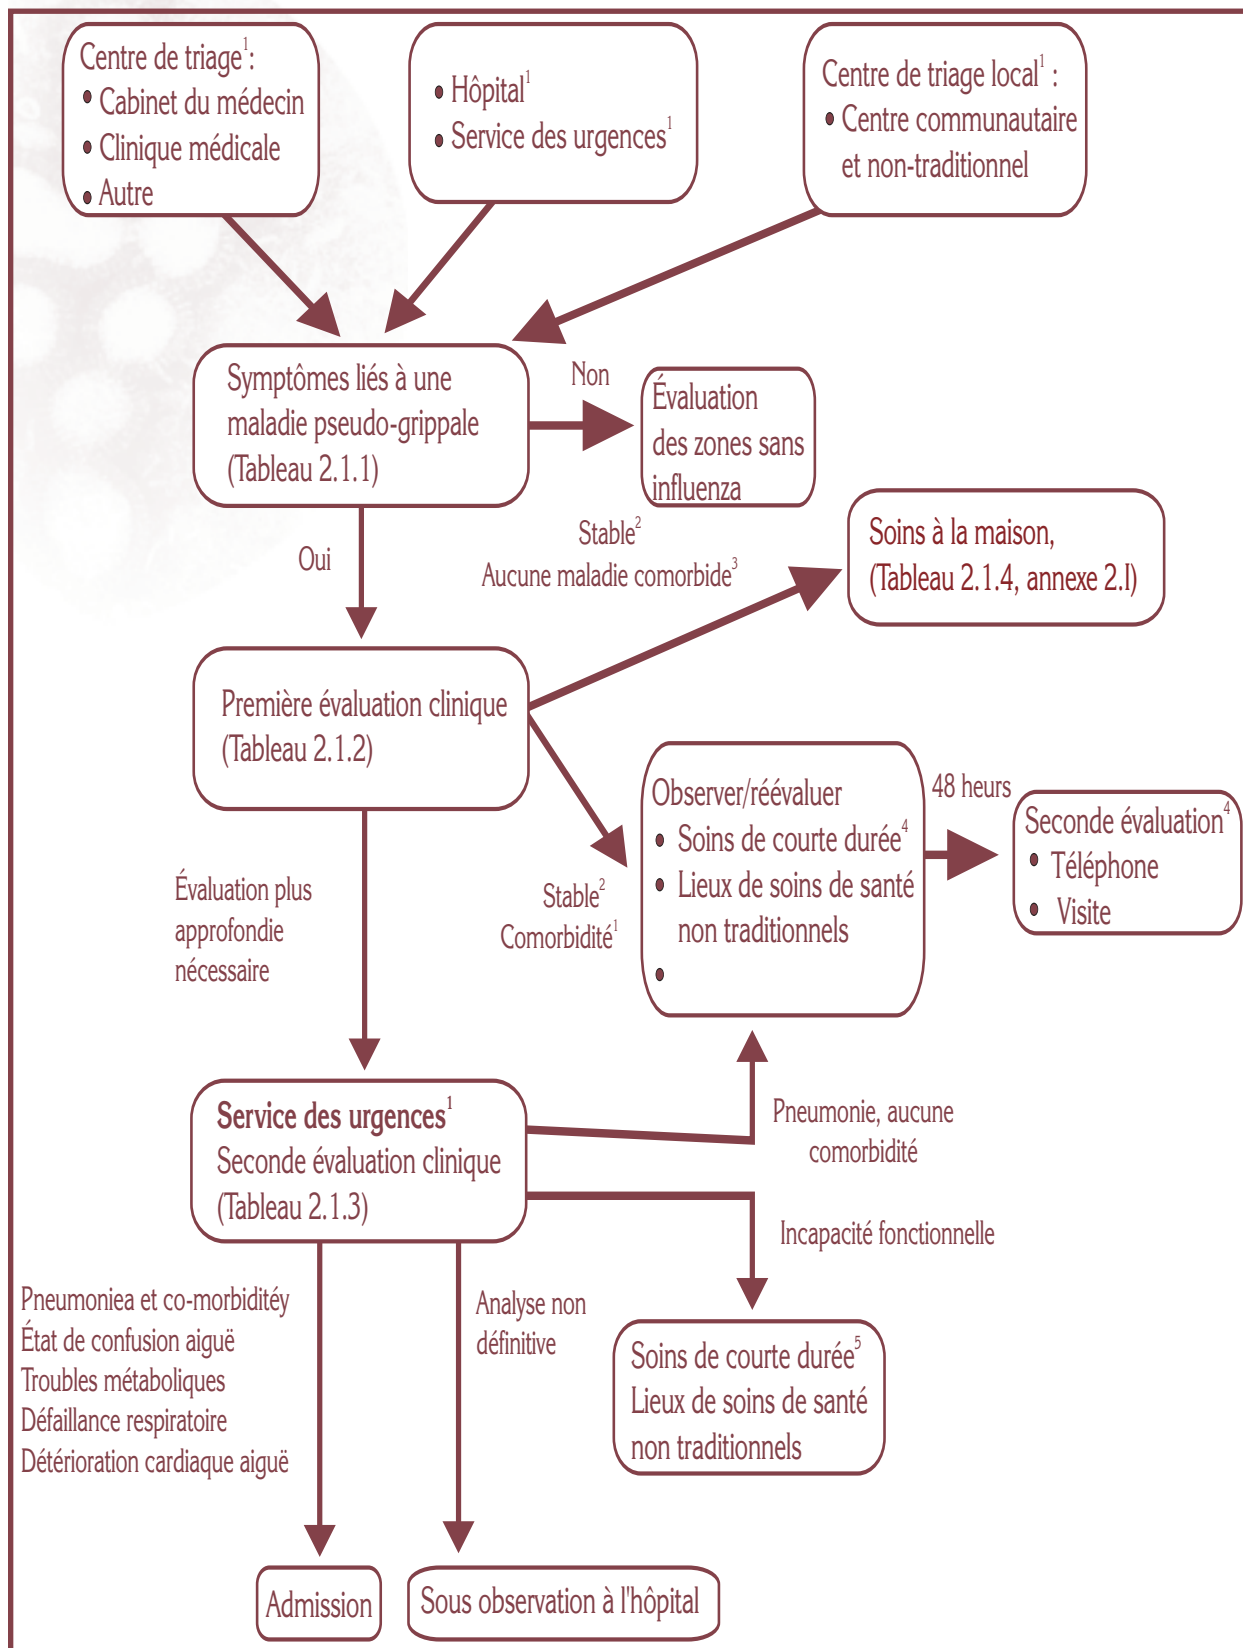 Centre de triage¹ :
• Cabinet du médecin
• Clinique médicale
• Autre
• Hôpital¹
• Service des urgences¹
Centre de triage local¹ :
• Centre communautaire
et non-traditionnel
Symptômes liés à une
maladie pseudo-grippale
(Tableau 2.1.1)
Non
Évaluation
des zones sans
influenza
Oui
Stable²
Aucune maladie comorbide³
Soins à la maison,
(Tableau 2.1.4, annexe 2.I)
Première évaluation clinique
(Tableau 2.1.2)
Stable²
Comorbidité¹
Observer/réévaluer
• Soins de courte durée⁴
• Lieux de soins de santé
non traditionnels
•
48 heurs
Seconde évaluation⁴
• Téléphone
• Visite
Évaluation plus
approfondie
nécessaire
Service des urgences¹
Seconde évaluation clinique
(Tableau 2.1.3)
Pneumonie, aucune
comorbidité
Incapacité fonctionnelle
Soins de courte durée⁵
Lieux de soins de santé
non traditionnels
Pneumoniea et co-morbiditéy
État de confusion aiguë
Troubles métaboliques
Défaillance respiratoire
Détérioration cardiaque aiguë
Analyse non
définitive
Admission
Sous observation à l'hôpital